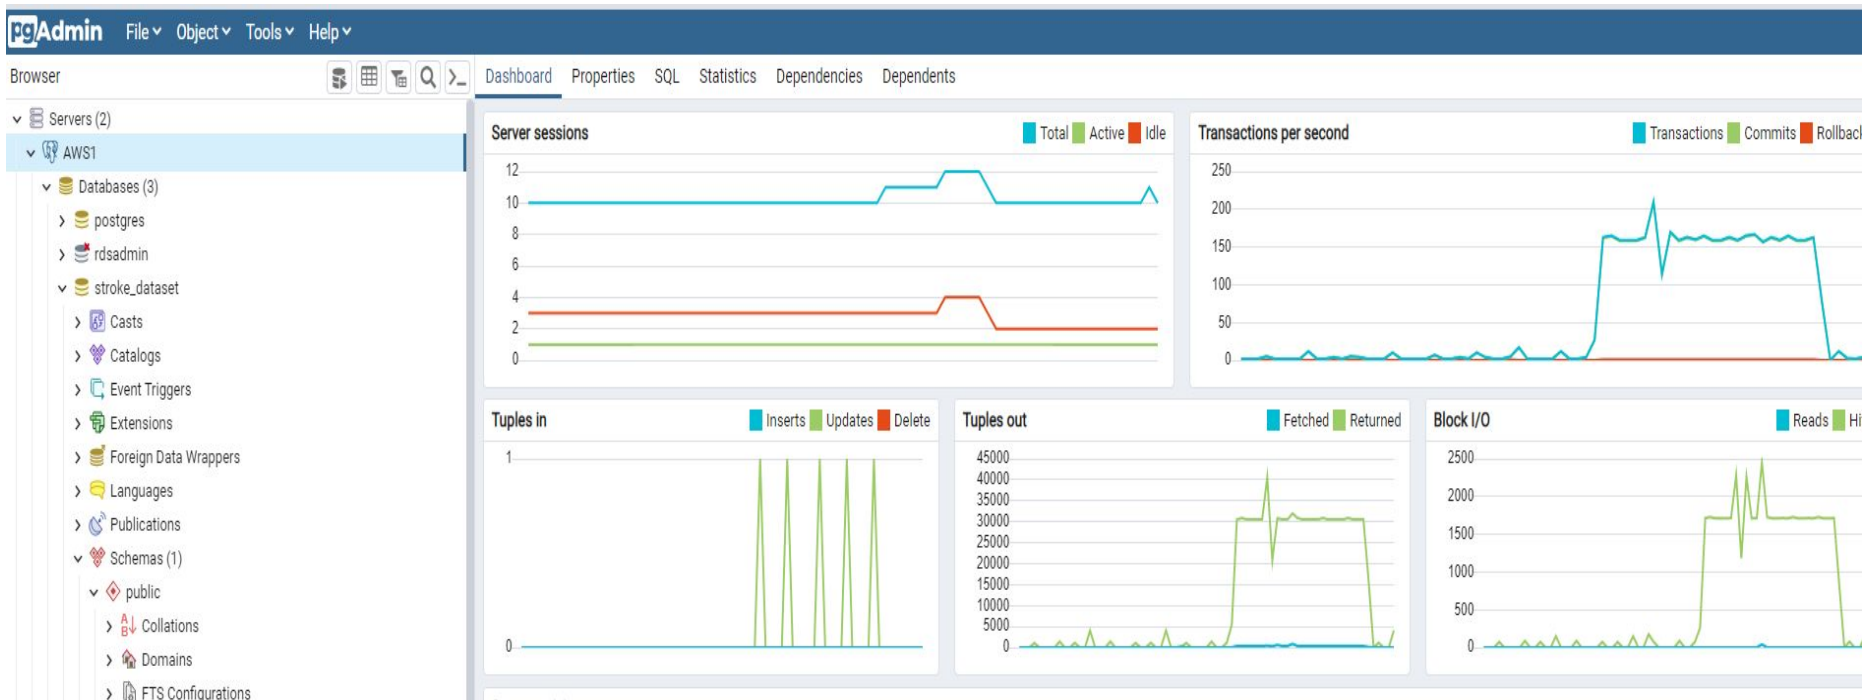 pgAdmin File Object Tools Help
Browser
Dashboard Properties SQL Statistics Dependencies Dependents
Servers (2)
AWS1
Databases (3)
postgres
rdsadmin
stroke_dataset
Casts
Catalogs
Event Triggers
Extensions
Foreign Data Wrappers
Languages
Publications
Schemas (1)
public
Collations
Domains
FTS Configurations
Server sessions Total Active Idle
12
10
8
6
4
2
0
Transactions per second Transactions Commits Rollbac
250
200
150
100
50
0
Tuples in Inserts Updates Delete
1
0
Tuples out Fetched Returned
45000
40000
35000
30000
25000
20000
15000
10000
5000
0
Block I/O Reads Hi
2500
2000
1500
1000
500
0